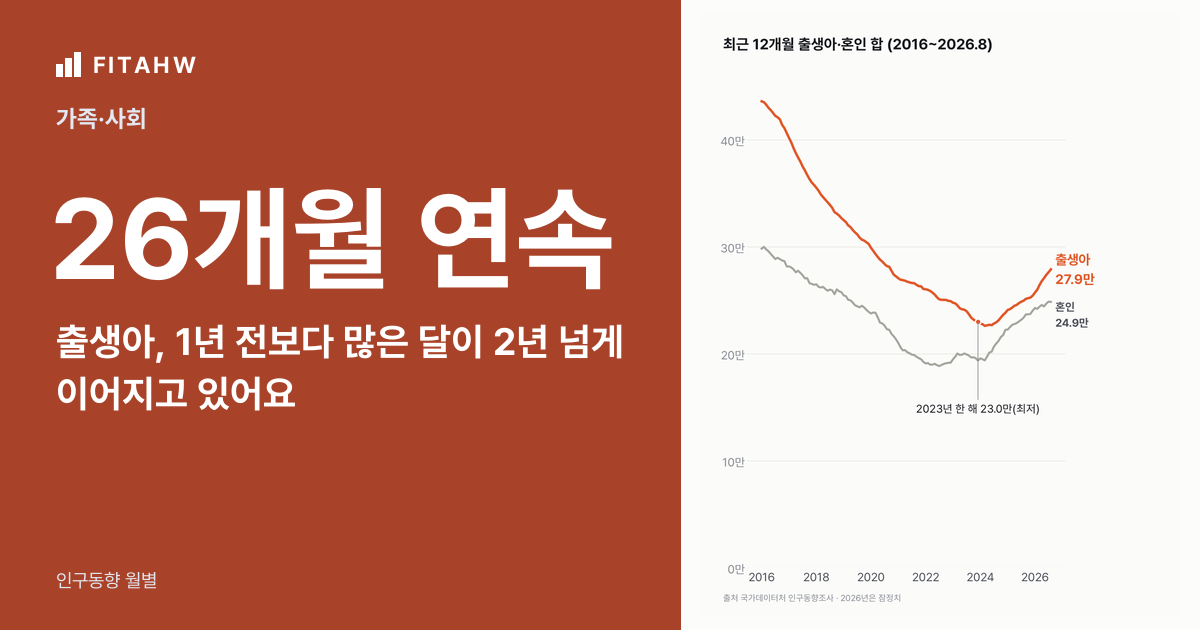 FITAHW
가족·사회
26개월 연속
출생아, 1년 전보다 많은 달이 2년 넘게
이어지고 있어요
인구동향 월별
최근 12개월 출생아·혼인 합 (2016~2026.8)
40만
30만
20만
10만
0만
출생아
27.9만
혼인
24.9만
2023년 한 해 23.0만(최저)
2016 2018 2020 2022 2024 2026
출처 국가데이터처 인구동향조사 · 2026년은 잠정치